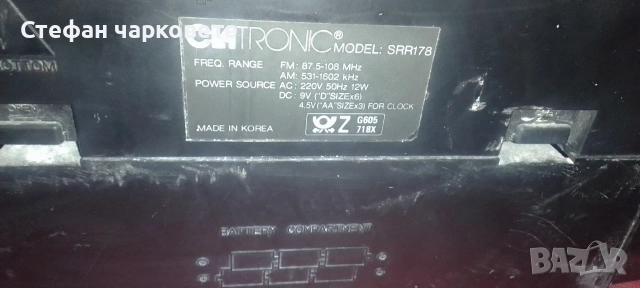 Стефан чарковете
CLATRONIC® MODEL: SRR178
FREQ. RANGE FM: 87.5-108 MHz
AM: 531-1602 kHz
POWER SOURCE AC: 220V 50Hz 12W
DC: 9V ("D"SIZEx6)
4.5V ("AA"SIZEx3) FOR CLOCK
MADE IN KOREA
Z G605
718X
BOTTOM
BATTERY COMPARTMENT
BAZAR